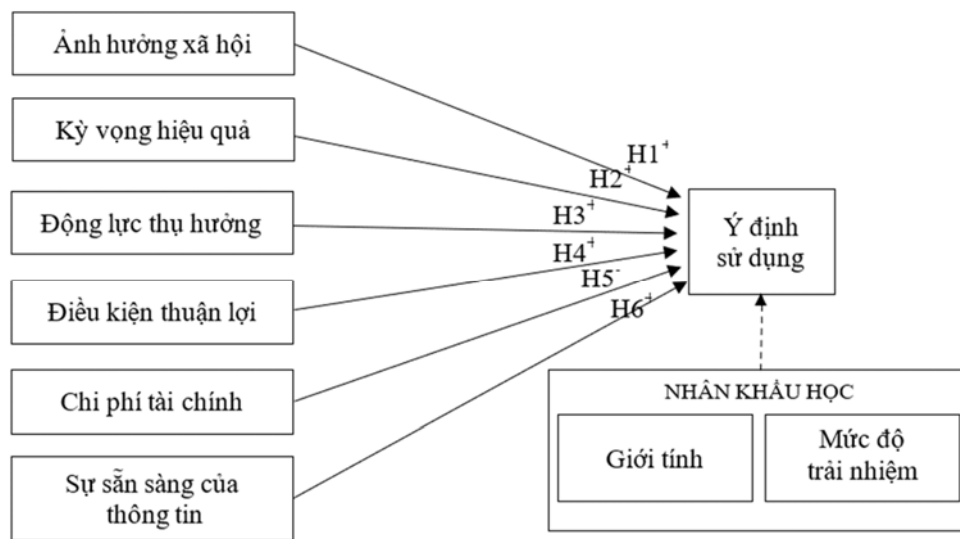 Ảnh hưởng xã hội
Kỳ vọng hiệu quả
Động lực thụ hưởng
Điều kiện thuận lợi
Chi phí tài chính
Sự sẵn sàng của
thông tin
H1+
H2+
H3+
H4+
H5-
H6+
Ý định
sử dụng
NHÂN KHẨU HỌC
Giới tính
Mức độ
trải nhiệm